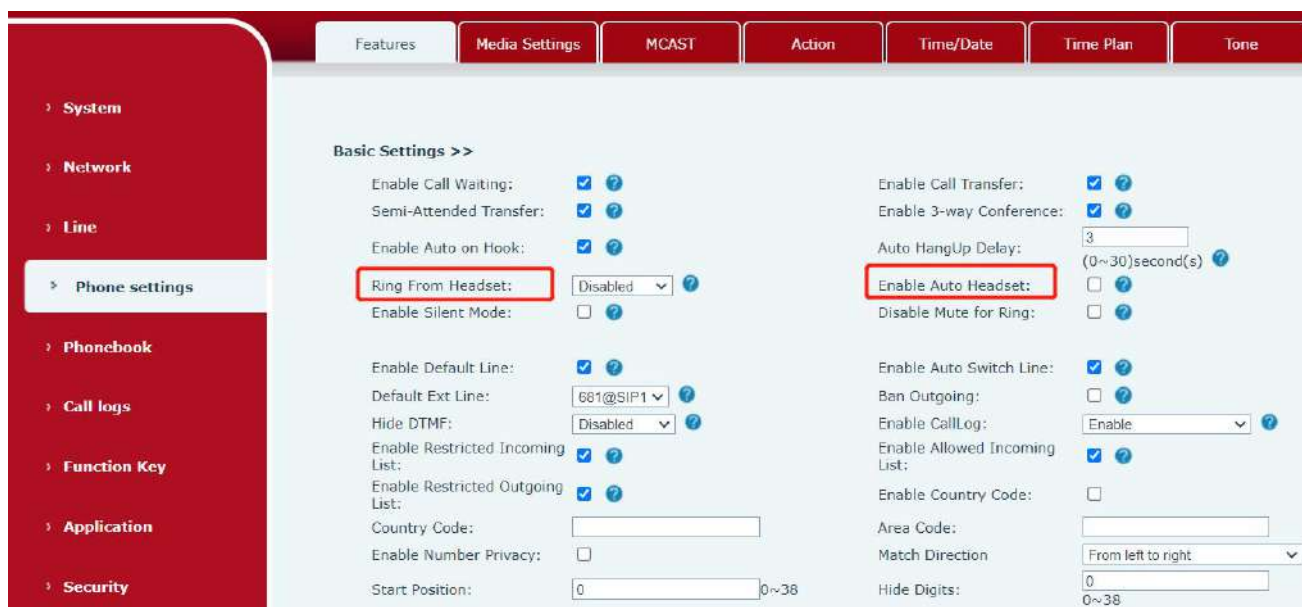 Features Media Settings MCAST Action Time/Date Time Plan Tone
System
Network
Line
Phone settings
Phonebook
Call logs
Function Key
Application
Security
Basic Settings >>
Enable Call Waiting: Enable Call Transfer:
Semi-Attended Transfer: Enable 3-way Conference:
Enable Auto on Hook: Auto HangUp Delay: 3
(0~30)second(s)
Ring From Headset: Disabled Enable Auto Headset:
Enable Silent Mode: Disable Mute for Ring:
Enable Default Line: Enable Auto Switch Line:
Default Ext Line: 681@SIP1 Ban Outgoing:
Hide DTMF: Disabled Enable CallLog: Enable
Enable Restricted Incoming List: Enable Allowed Incoming List:
Enable Restricted Outgoing List: Enable Country Code:
Country Code: Area Code:
Enable Number Privacy: Match Direction From left to right
Start Position: 0 0~38 Hide Digits: 0
0~38